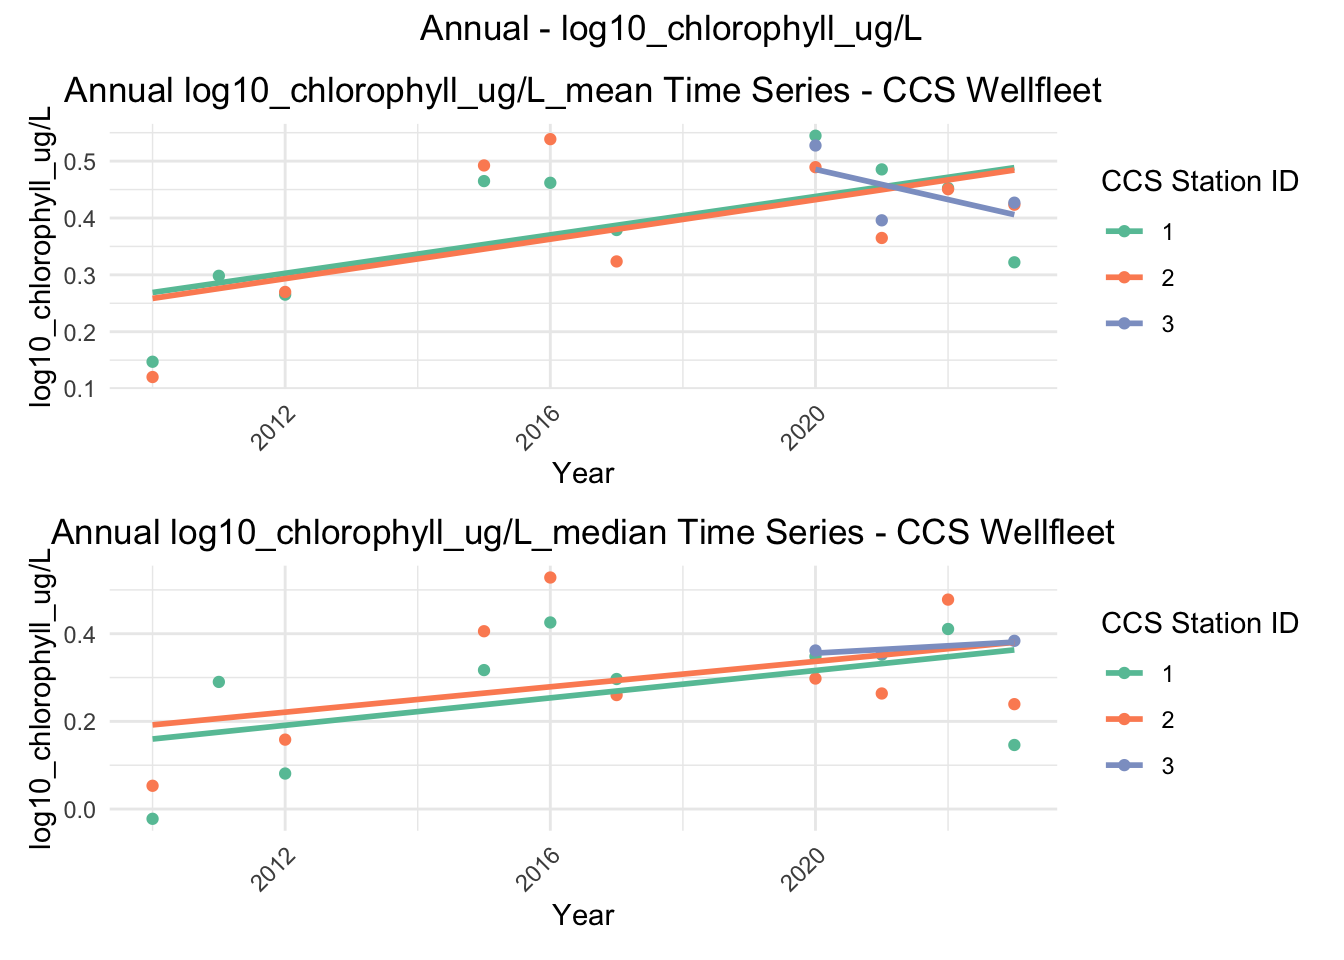 Annual - log10_chlorophyll_ug/L
Annual log10_chlorophyll_ug/L_mean Time Series - CCS Wellfleet
log10_chlorophyll_ug/L
0.5
0.4
0.3
0.2
0.1
2012
2016
2020
Year
CCS Station ID
1
2
3
Annual log10_chlorophyll_ug/L_median Time Series - CCS Wellfleet
log10_chlorophyll_ug/L
0.4
0.2
0.0
2012
2016
2020
Year
CCS Station ID
1
2
3